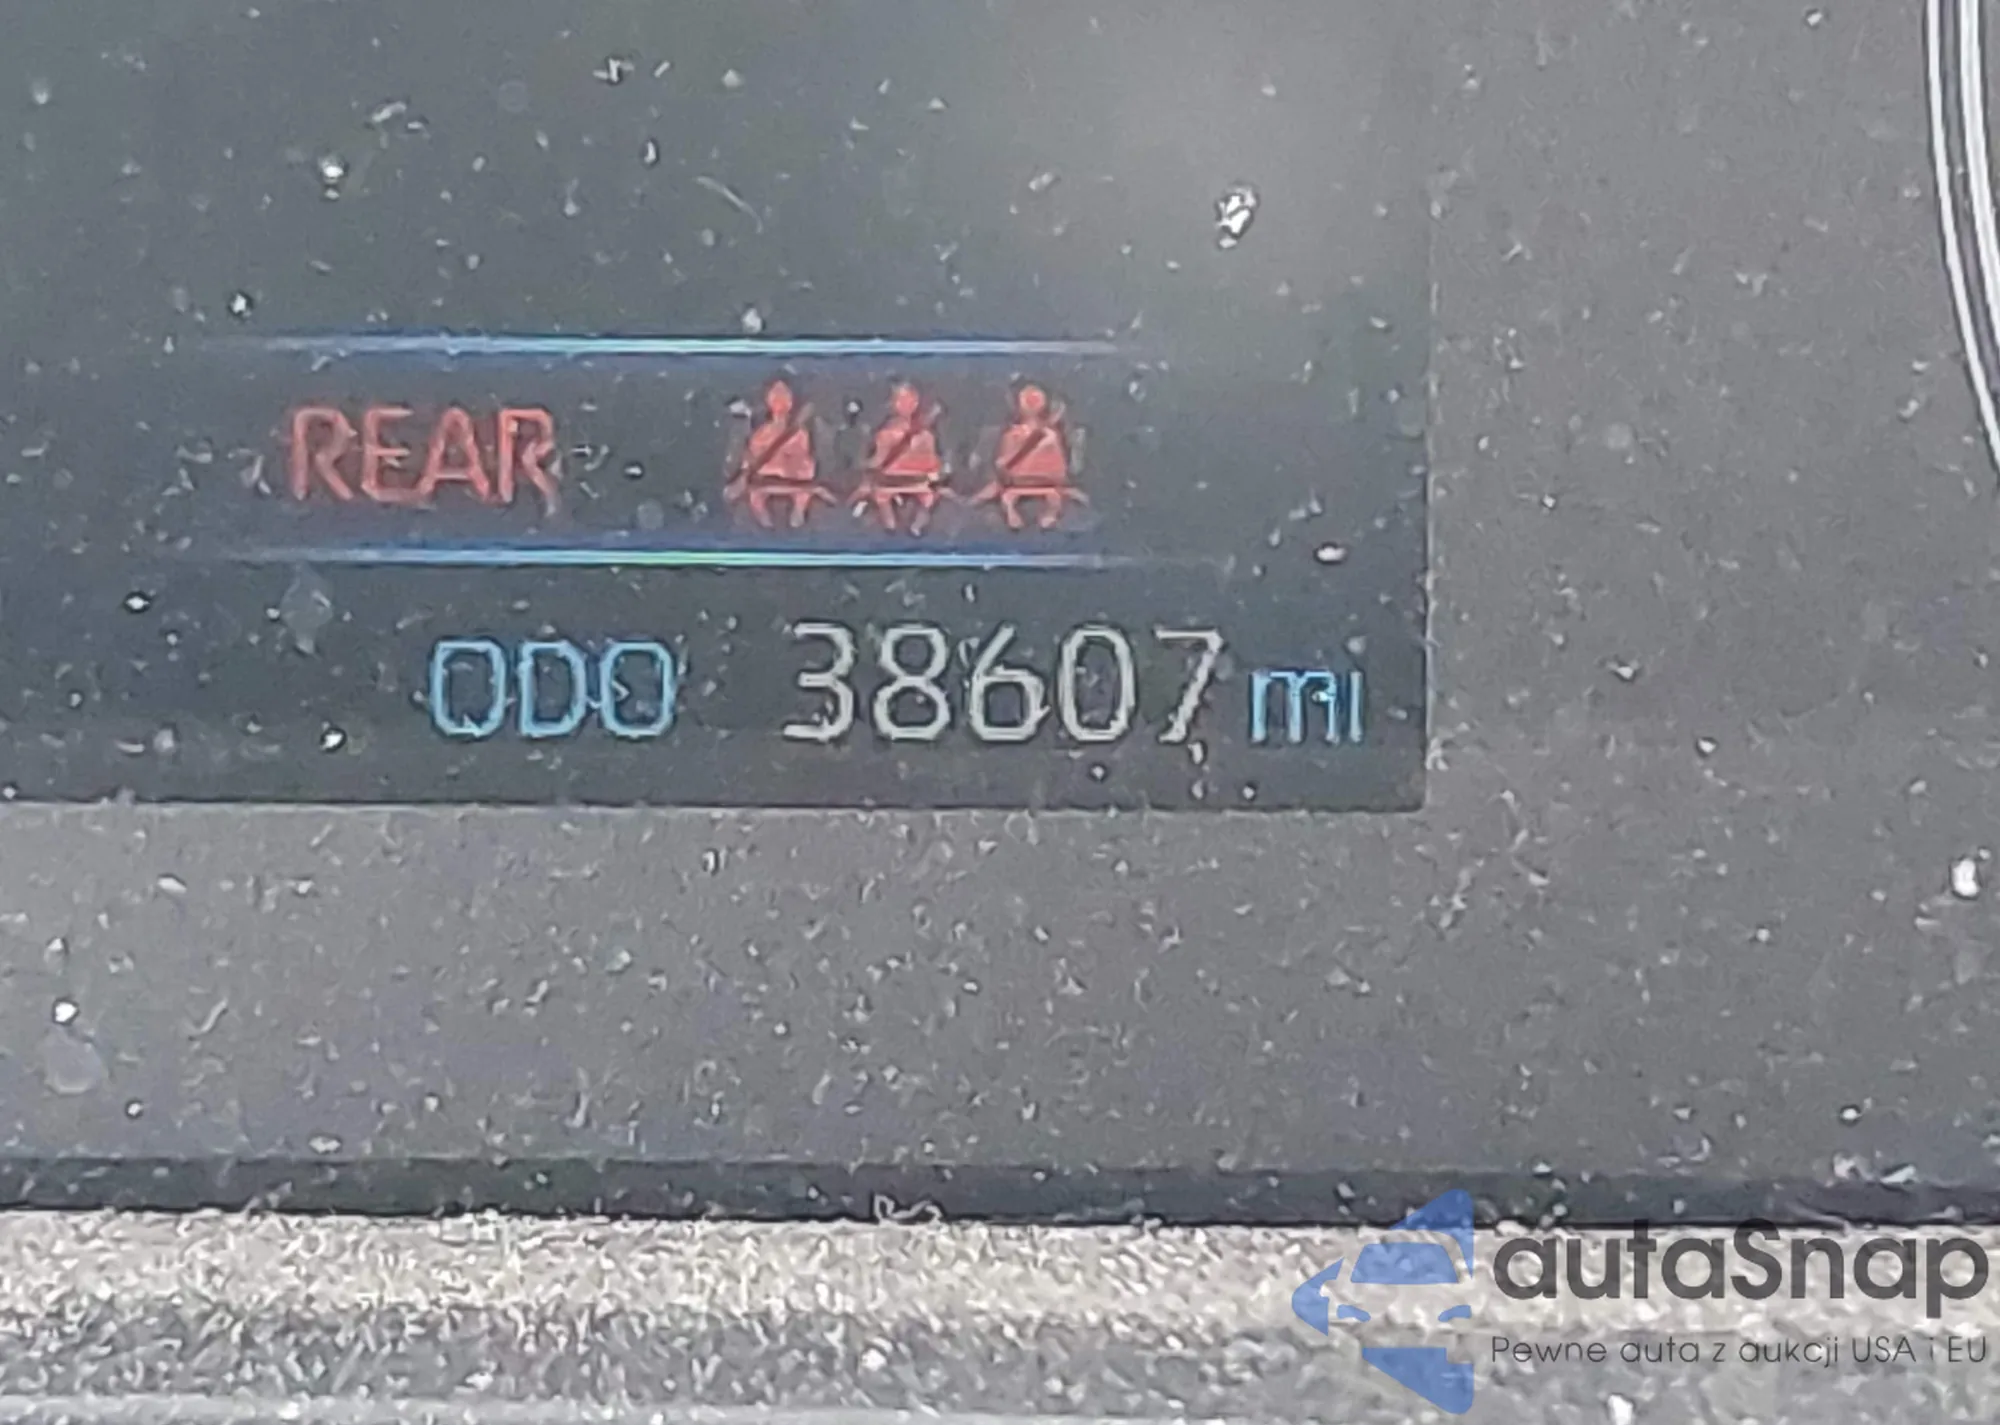 REAR
ODO 38607 mi
autaSnap
Pewne auta z aukcji USA i EU